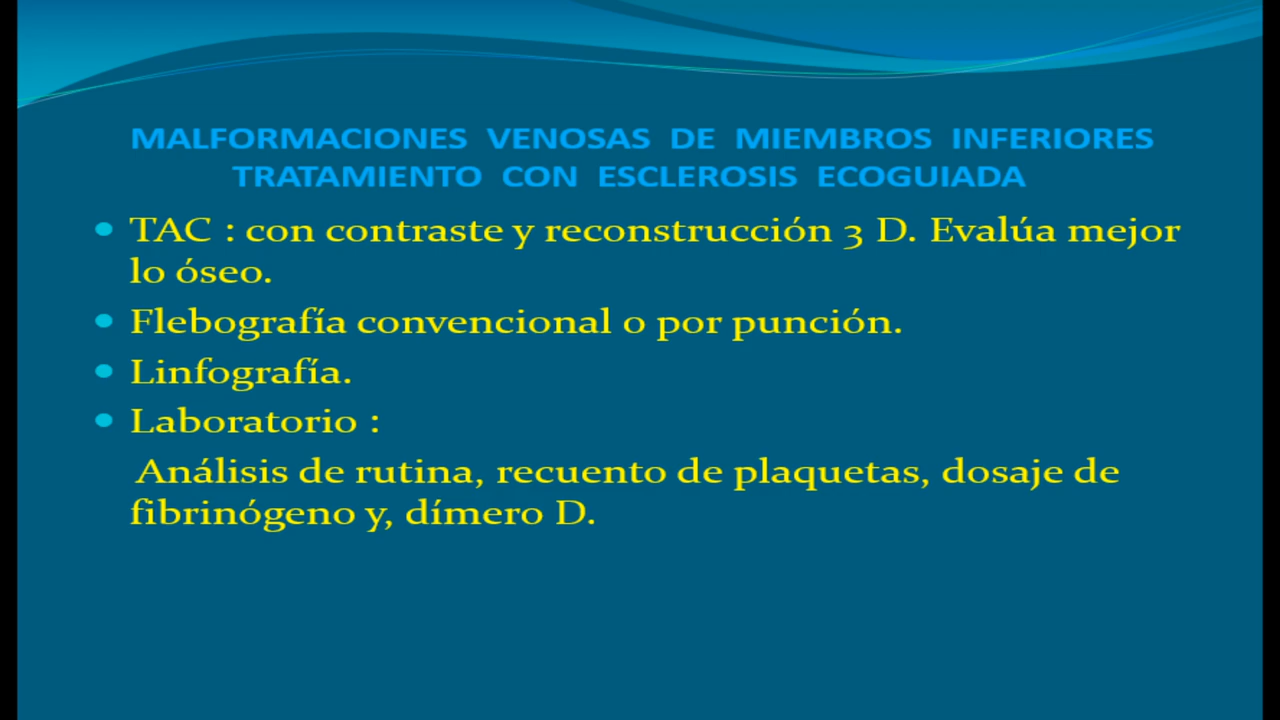 MALFORMACIONES VENOSAS DE MIEMBROS INFERIORES
TRATAMIENTO CON ESCLEROSIS ECOGUIADA
• TAC : con contraste y reconstrucción 3 D. Evalúa mejor
lo óseo.
• Flebografía convencional o por punción.
• Linfografía.
• Laboratorio :
Análisis de rutina, recuento de plaquetas, dosaje de
fibrinógeno y, dímero D.